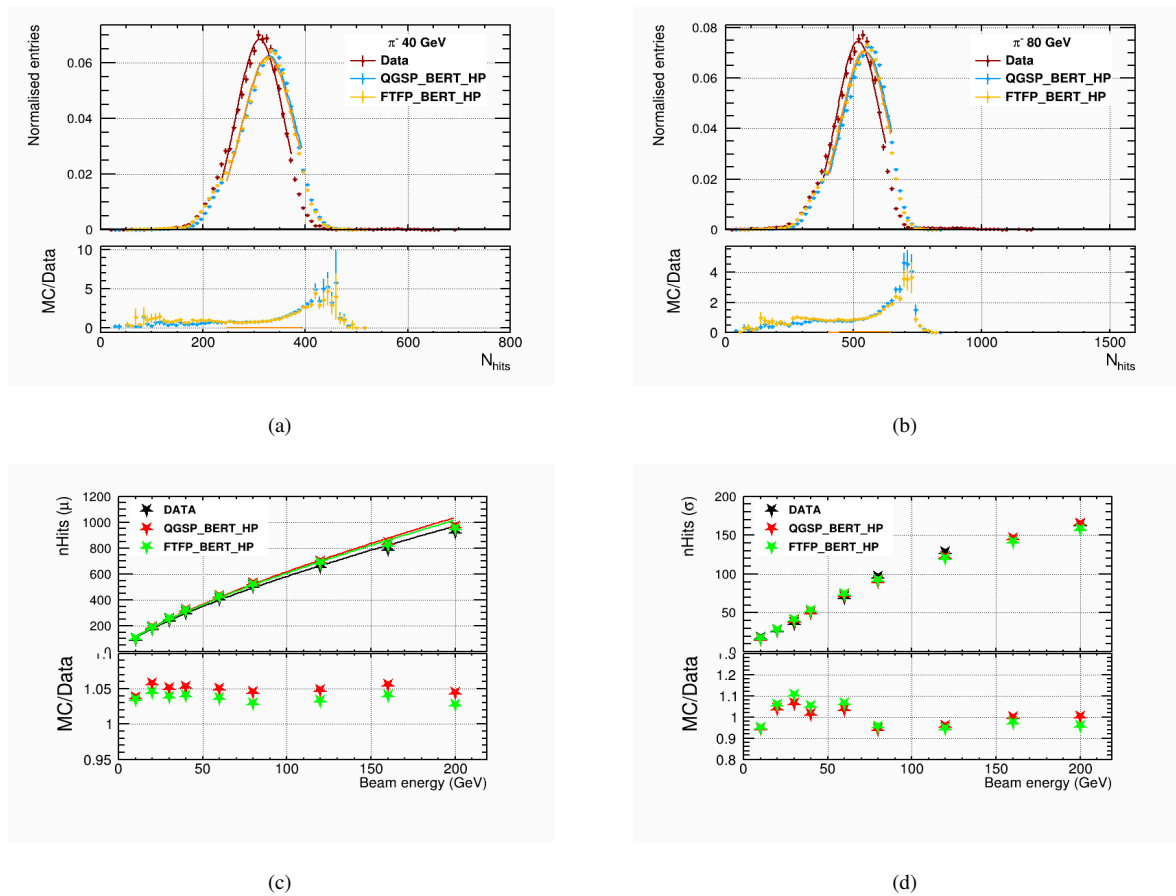 π⁻ 40 GeV
Data
QGSP_BERT_HP
FTFP_BERT_HP
Normalised entries
0.06
0.04
0.02
0
MC/Data
10
5
0
0 200 400 600 800
N_hits
(a)
π⁻ 80 GeV
Data
QGSP_BERT_HP
FTFP_BERT_HP
Normalised entries
0.08
0.06
0.04
0.02
0
MC/Data
4
2
0
0 500 1000 1500
N_hits
(b)
nHits (μ)
1200
1000
800
600
400
200
0
DATA
QGSP_BERT_HP
FTFP_BERT_HP
MC/Data
1.05
1
0.95
0 50 100 150 200
Beam energy (GeV)
(c)
nHits (σ)
200
150
100
50
DATA
QGSP_BERT_HP
FTFP_BERT_HP
MC/Data
1.2
1.1
1
0.9
0.8
0 50 100 150 200
Beam energy (GeV)
(d)